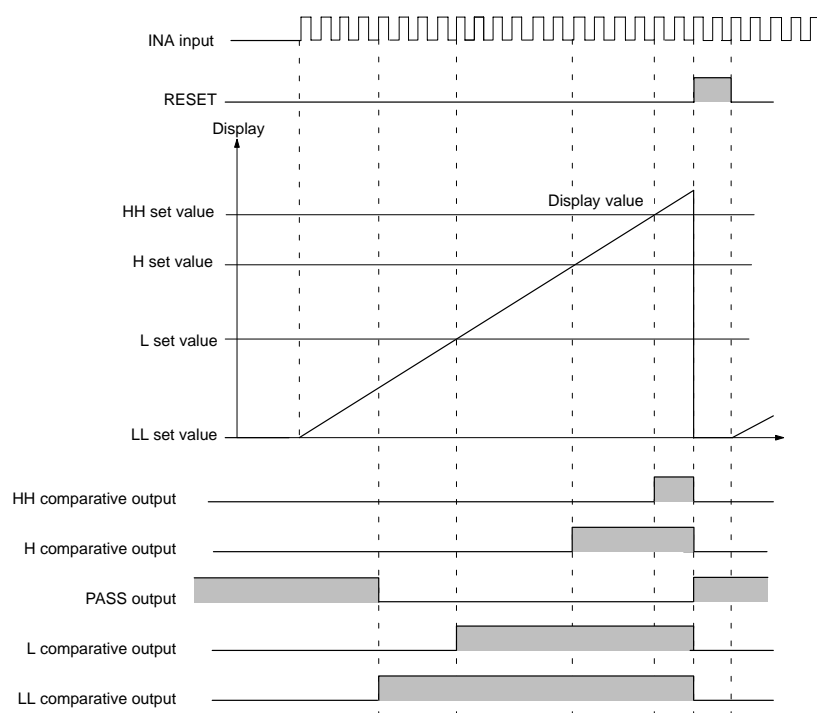 INA input
RESET
Display
Display value
HH set value
H set value
L set value
LL set value
HH comparative output
H comparative output
PASS output
L comparative output
LL comparative output